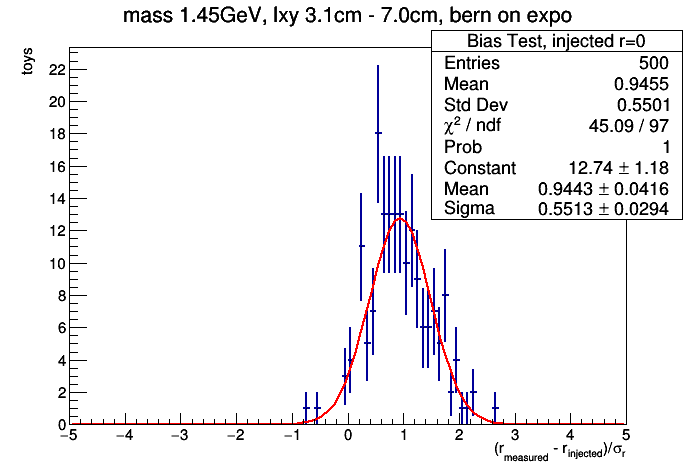 mass 1.45GeV, lxy 3.1cm - 7.0cm, bern on expo
Bias Test, injected r=0
Entries 500
Mean 0.9455
Std Dev 0.5501
χ² / ndf 45.09 / 97
Prob 1
Constant 12.74 ± 1.18
Mean 0.9443 ± 0.0416
Sigma 0.5513 ± 0.0294
toys
22
20
18
16
14
12
10
8
6
4
2
0
−5 −4 −3 −2 −1 0 1 2 3 4 5
(r_measured - r_injected)/σ_r